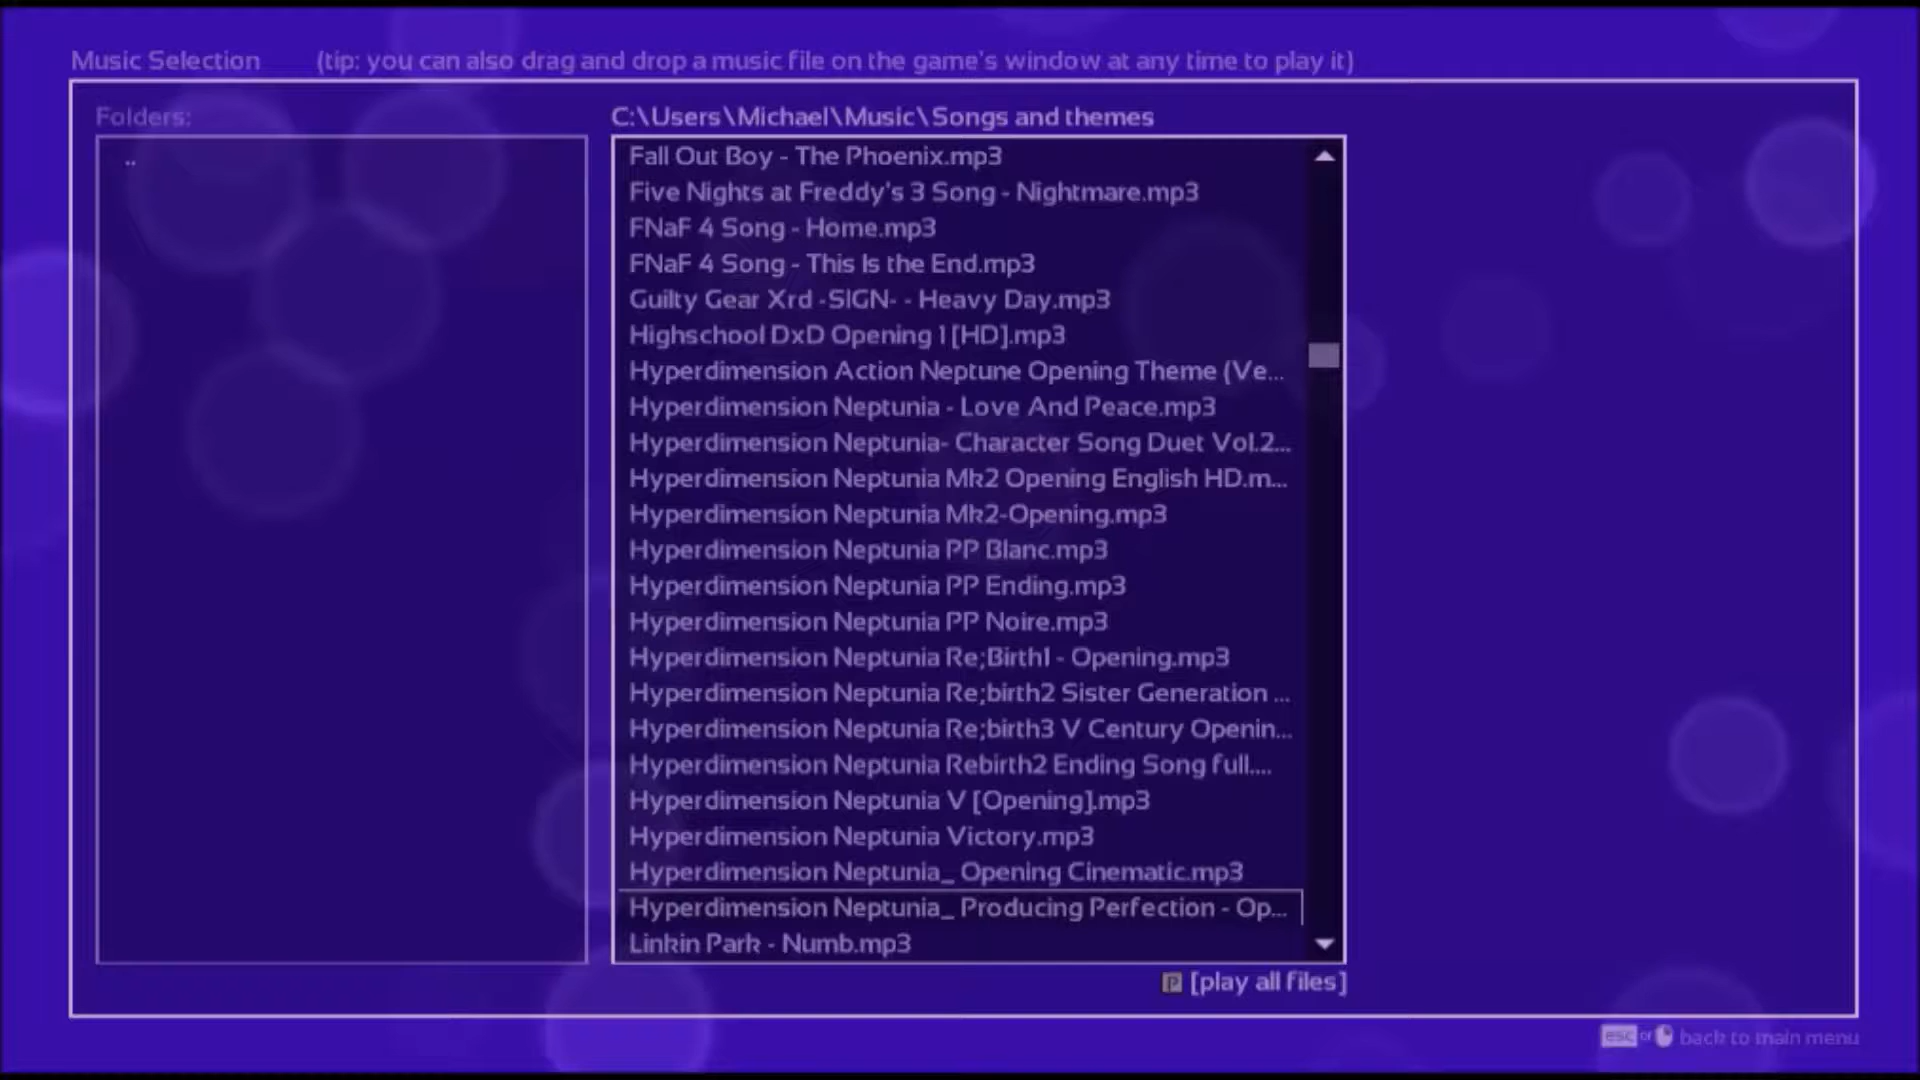 Music Selection (tip: you can also drag and drop a music file on the game's window at any time to play it)
Folders:
..
C:\Users\Michael\Music\Songs and themes
Fall Out Boy - The Phoenix.mp3
Five Nights at Freddy's 3 Song - Nightmare.mp3
FNaF 4 Song - Home.mp3
FNaF 4 Song - This Is the End.mp3
Guilty Gear Xrd -SIGN- - Heavy Day.mp3
Highschool DxD Opening 1 [HD].mp3
Hyperdimension Action Neptune Opening Theme (Ve...
Hyperdimension Neptunia - Love And Peace.mp3
Hyperdimension Neptunia- Character Song Duet Vol.2...
Hyperdimension Neptunia Mk2 Opening English HD.m...
Hyperdimension Neptunia Mk2-Opening.mp3
Hyperdimension Neptunia PP Blanc.mp3
Hyperdimension Neptunia PP Ending.mp3
Hyperdimension Neptunia PP Noire.mp3
Hyperdimension Neptunia Re;Birth1 - Opening.mp3
Hyperdimension Neptunia Re;birth2 Sister Generation ...
Hyperdimension Neptunia Re;birth3 V Century Openin...
Hyperdimension Neptunia Rebirth2 Ending Song full....
Hyperdimension Neptunia V [Opening].mp3
Hyperdimension Neptunia Victory.mp3
Hyperdimension Neptunia_ Opening Cinematic.mp3
Hyperdimension Neptunia_ Producing Perfection - Op...
Linkin Park - Numb.mp3
P [play all files]
esc or back to main menu